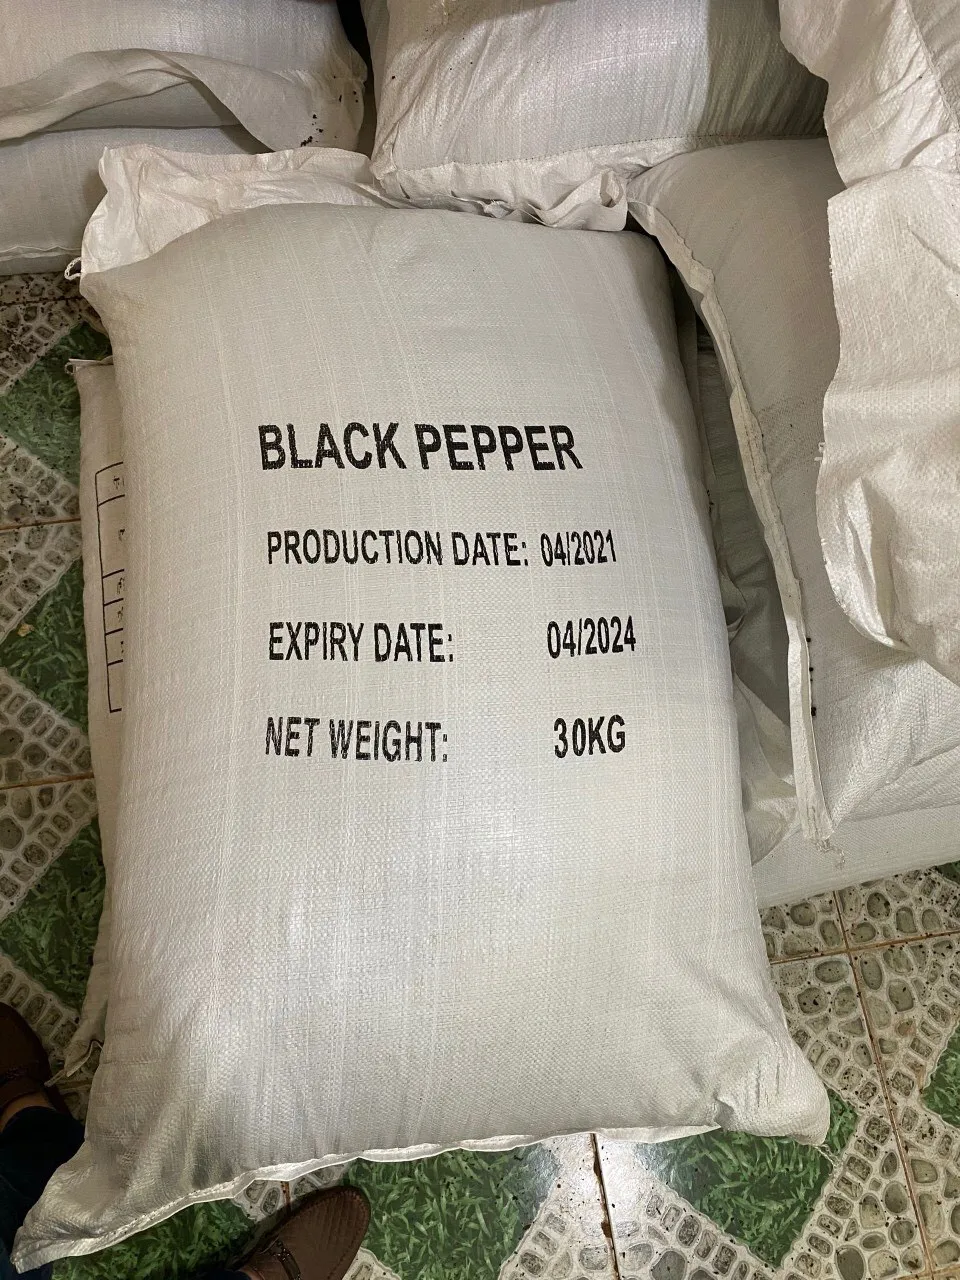 BLACK PEPPER
PRODUCTION DATE: 04/2021
EXPIRY DATE: 04/2024
NET WEIGHT: 30KG